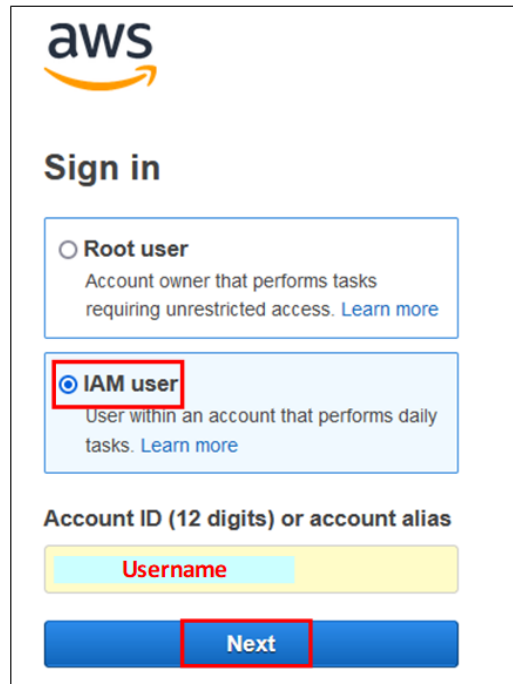 aws
Sign in
Root user
Account owner that performs tasks
requiring unrestricted access. Learn more
IAM user
User within an account that performs daily
tasks. Learn more
Account ID (12 digits) or account alias
Username
Next